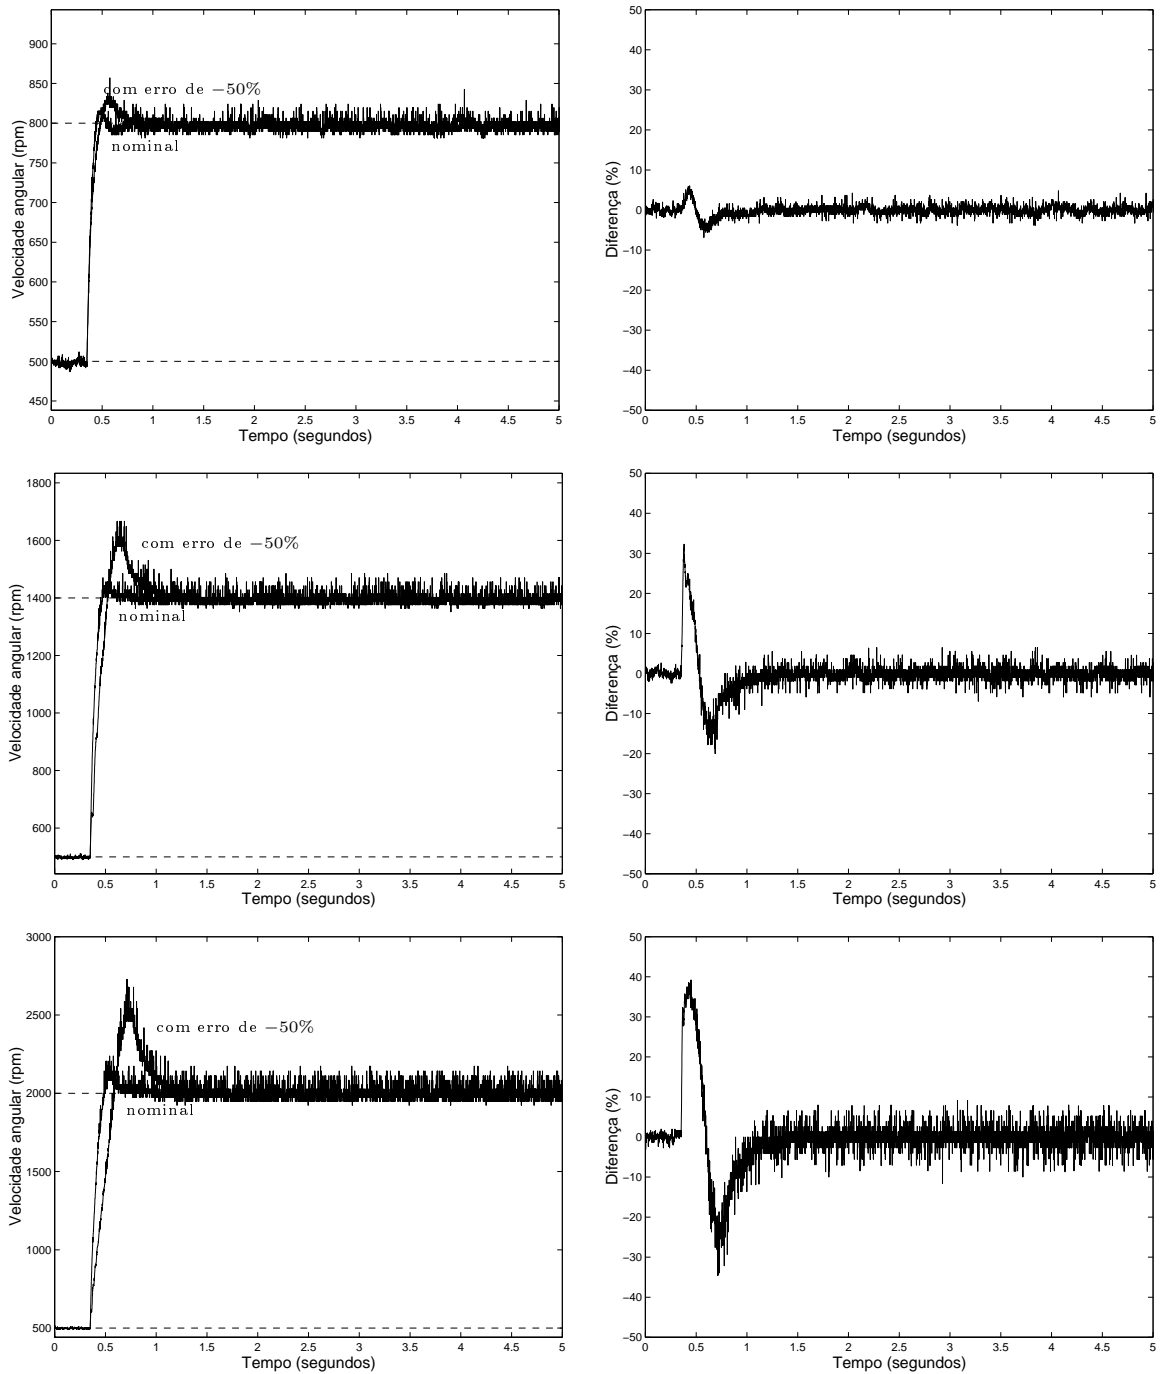 900
850
800
750
700
650
600
550
500
450
0 0.5 1 1.5 2 2.5 3 3.5 4 4.5 5
Velocidade angular (rpm)
Tempo (segundos)
com erro de −50%
nominal
50
40
30
20
10
0
−10
−20
−30
−40
−50
0 0.5 1 1.5 2 2.5 3 3.5 4 4.5 5
Diferença (%)
Tempo (segundos)
1800
1600
1400
1200
1000
800
600
0 0.5 1 1.5 2 2.5 3 3.5 4 4.5 5
Velocidade angular (rpm)
Tempo (segundos)
com erro de −50%
nominal
50
40
30
20
10
0
−10
−20
−30
−40
−50
0 0.5 1 1.5 2 2.5 3 3.5 4 4.5 5
Diferença (%)
Tempo (segundos)
3000
2500
2000
1500
1000
500
0 0.5 1 1.5 2 2.5 3 3.5 4 4.5 5
Velocidade angular (rpm)
Tempo (segundos)
com erro de −50%
nominal
50
40
30
20
10
0
−10
−20
−30
−40
−50
0 0.5 1 1.5 2 2.5 3 3.5 4 4.5 5
Diferença (%)
Tempo (segundos)